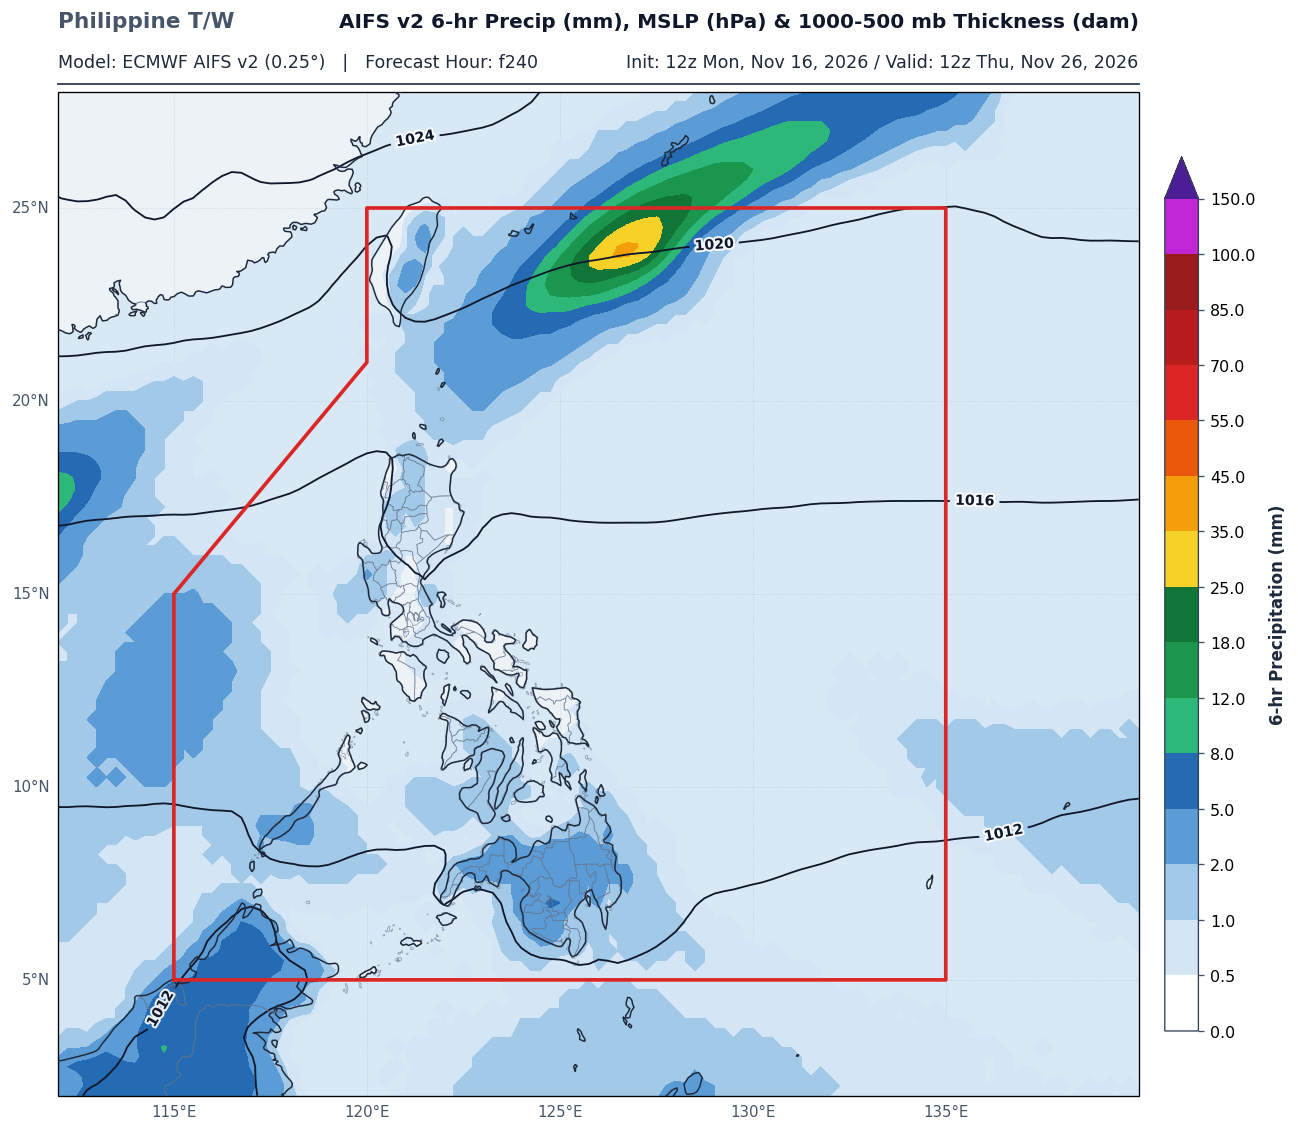 Philippine T/W
AIFS v2 6-hr Precip (mm), MSLP (hPa) & 1000-500 mb Thickness (dam)
Model: ECMWF AIFS v2 (0.25°) | Forecast Hour: f240
Init: 12z Mon, Nov 16, 2026 / Valid: 12z Thu, Nov 26, 2026
1024
1020
1016
1012
1012
25°N
20°N
15°N
10°N
5°N
115°E
120°E
125°E
130°E
135°E
150.0
100.0
85.0
70.0
55.0
45.0
35.0
25.0
18.0
12.0
8.0
5.0
2.0
1.0
0.5
0.0
6-hr Precipitation (mm)